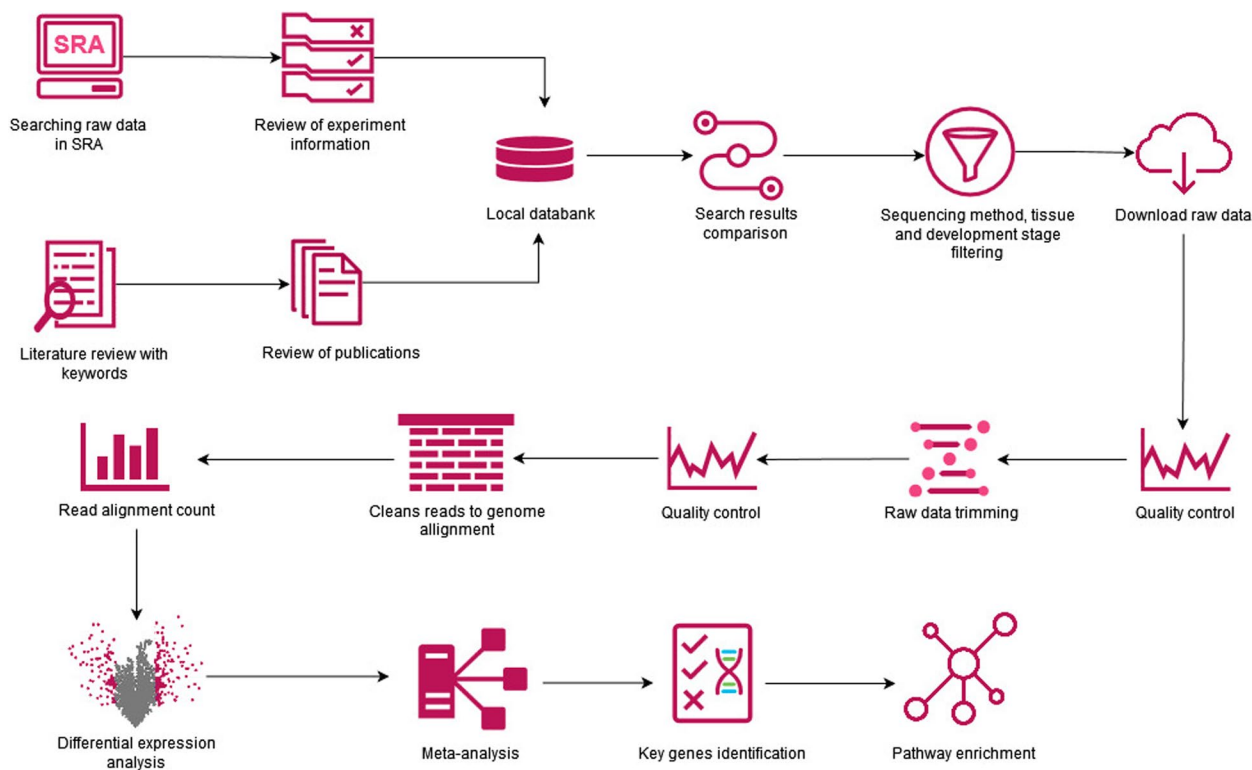 SRA
Searching raw data
in SRA
Review of experiment
information
Local databank
Search results
comparison
Sequencing method, tissue
and development stage
filtering
Download raw data
Literature review with
keywords
Review of publications
Read alignment count
Cleans reads to genome
allignment
Quality control
Raw data trimming
Quality control
Differential expression
analysis
Meta-analysis
Key genes identification
Pathway enrichment